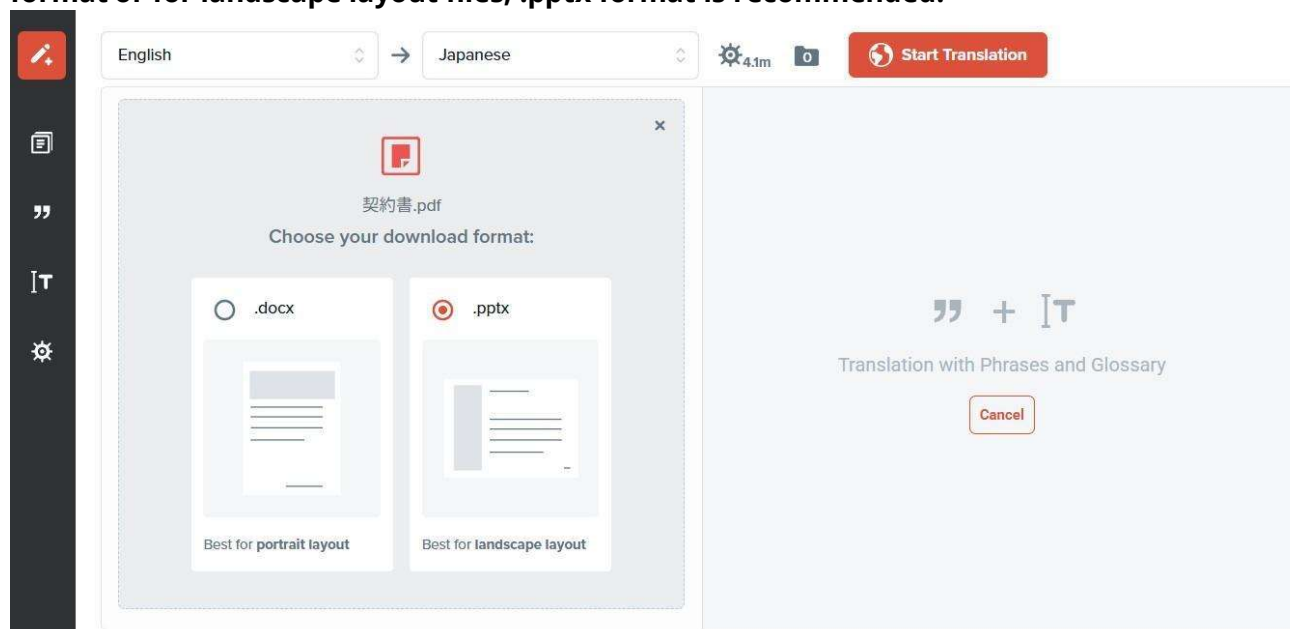 format or for landscape layout files, .pptx format is recommended.
English → Japanese 4.1m 0 Start Translation
×
契約書.pdf
Choose your download format:
.docx .pptx
Best for portrait layout Best for landscape layout
Translation with Phrases and Glossary
Cancel